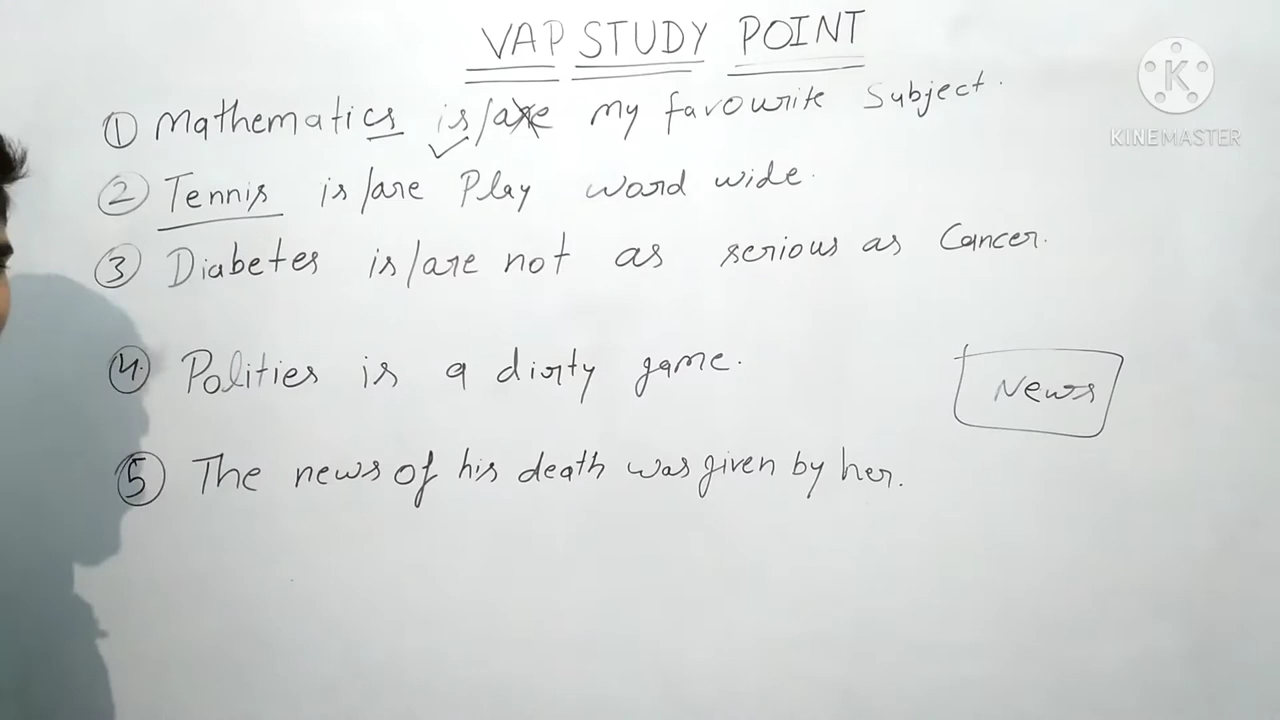 VAP STUDY POINT
① Mathematics is/are my favourite Subject.
② Tennis is/are Play word wide.
③ Diabetes is/are not as serious as Cancer.
④ Polities is a dirty game.
News
⑤ The news of his death was given by her.
KINEMASTER